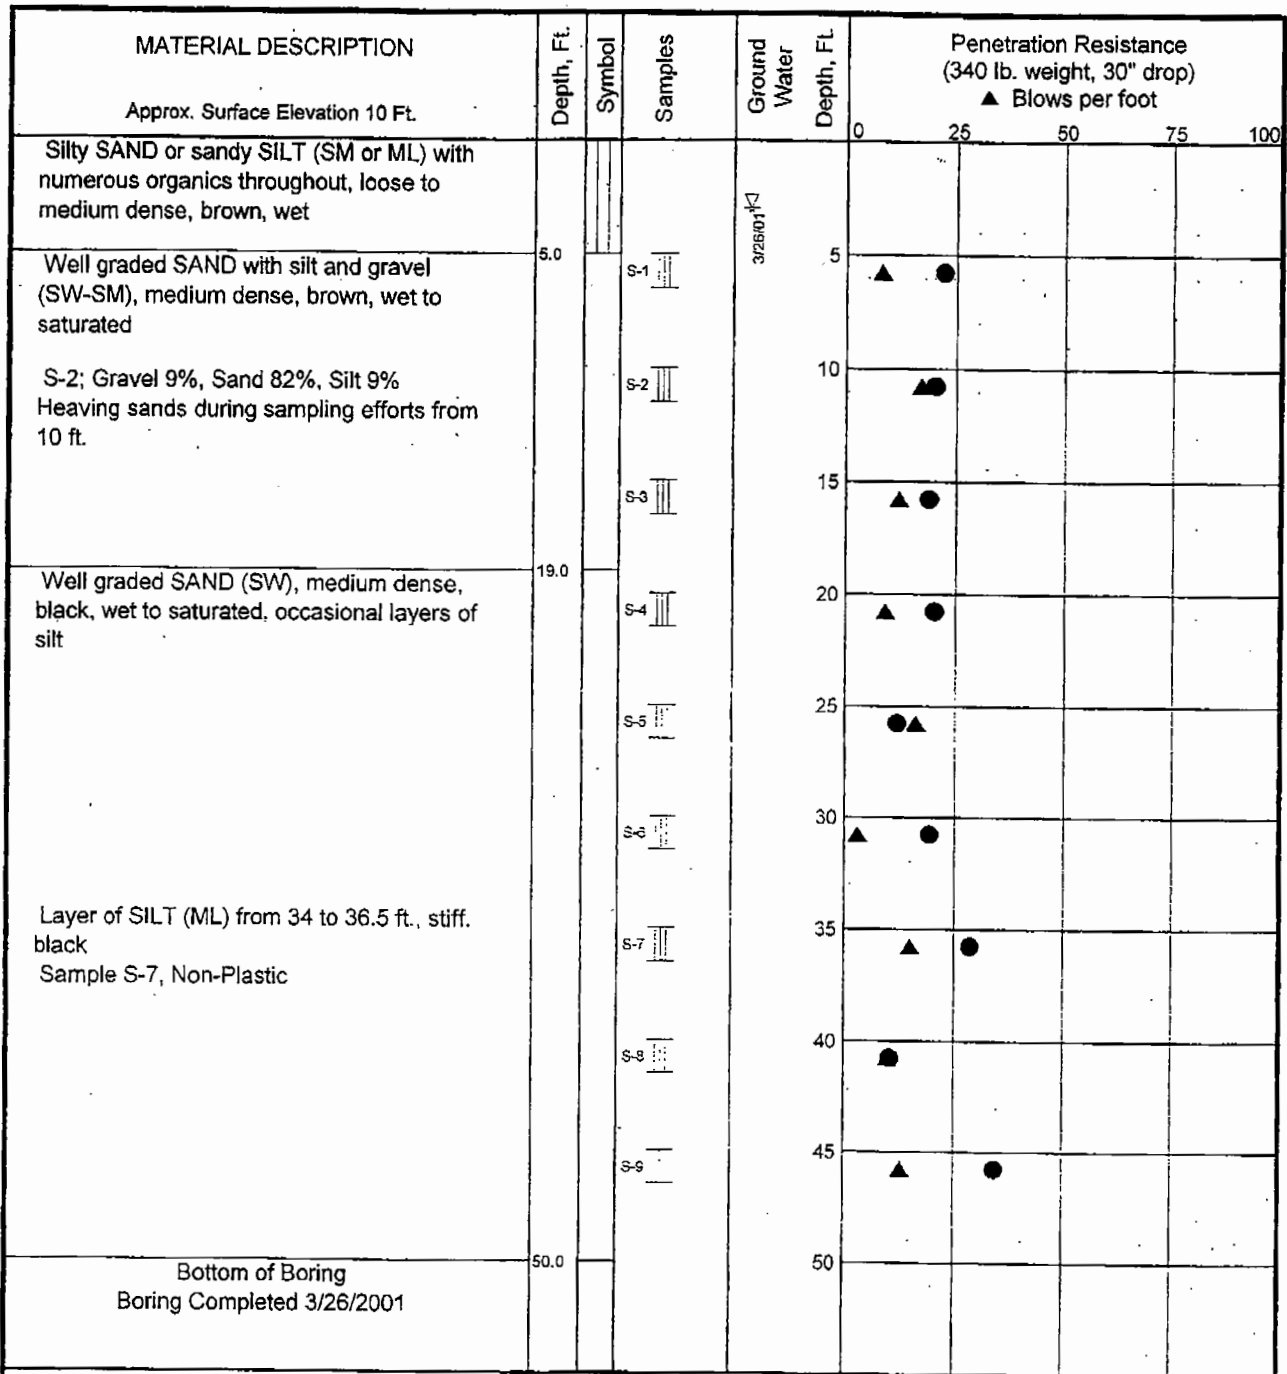 MATERIAL DESCRIPTION
Approx. Surface Elevation 10 Ft.
Depth, Ft.
Symbol
Samples
Ground
Water
Depth, Ft.
Penetration Resistance
(340 lb. weight, 30" drop)
▲ Blows per foot
0 25 50 75 100
Silty SAND or sandy SILT (SM or ML) with
numerous organics throughout, loose to
medium dense, brown, wet
3/26/01
5.0
5
Well graded SAND with silt and gravel
(SW-SM), medium dense, brown, wet to
saturated
S-1
S-2; Gravel 9%, Sand 82%, Silt 9%
Heaving sands during sampling efforts from
10 ft.
S-2
10
S-3
15
19.0
Well graded SAND (SW), medium dense,
black, wet to saturated, occasional layers of
silt
S-4
20
S-5
25
S-6
30
Layer of SILT (ML) from 34 to 36.5 ft., stiff.
black
Sample S-7, Non-Plastic
S-7
35
S-8
40
S-9
45
50.0
50
Bottom of Boring
Boring Completed 3/26/2001